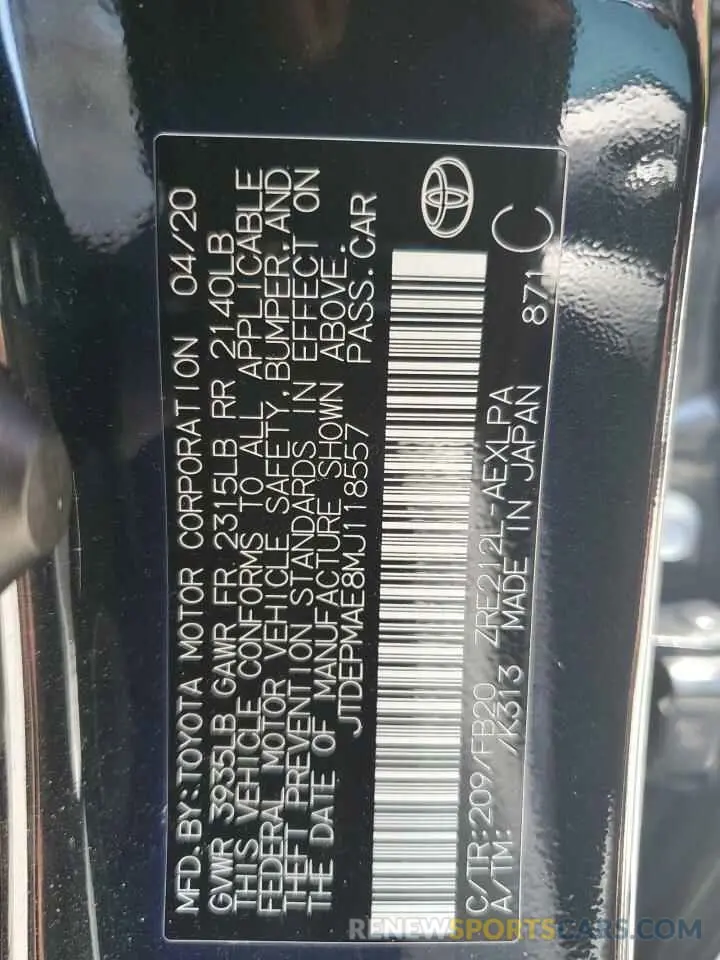 MFD. BY: TOYOTA MOTOR CORPORATION 04/20
GVWR 3935LB GAWR FR 2315LB RR 2140LB
THIS VEHICLE CONFORMS TO ALL APPLICABLE
FEDERAL MOTOR VEHICLE SAFETY, BUMPER, AND
THEFT PREVENTION STANDARDS IN EFFECT ON
THE DATE OF MANUFACTURE SHOWN ABOVE.
JTDEPMAE8MJ118557 PASS. CAR
C/TR: 209/FB20 ZRE212L-AEXLPA
A/TM: /K313 MADE IN JAPAN 871 C
RENEWSPORTSCARS.COM